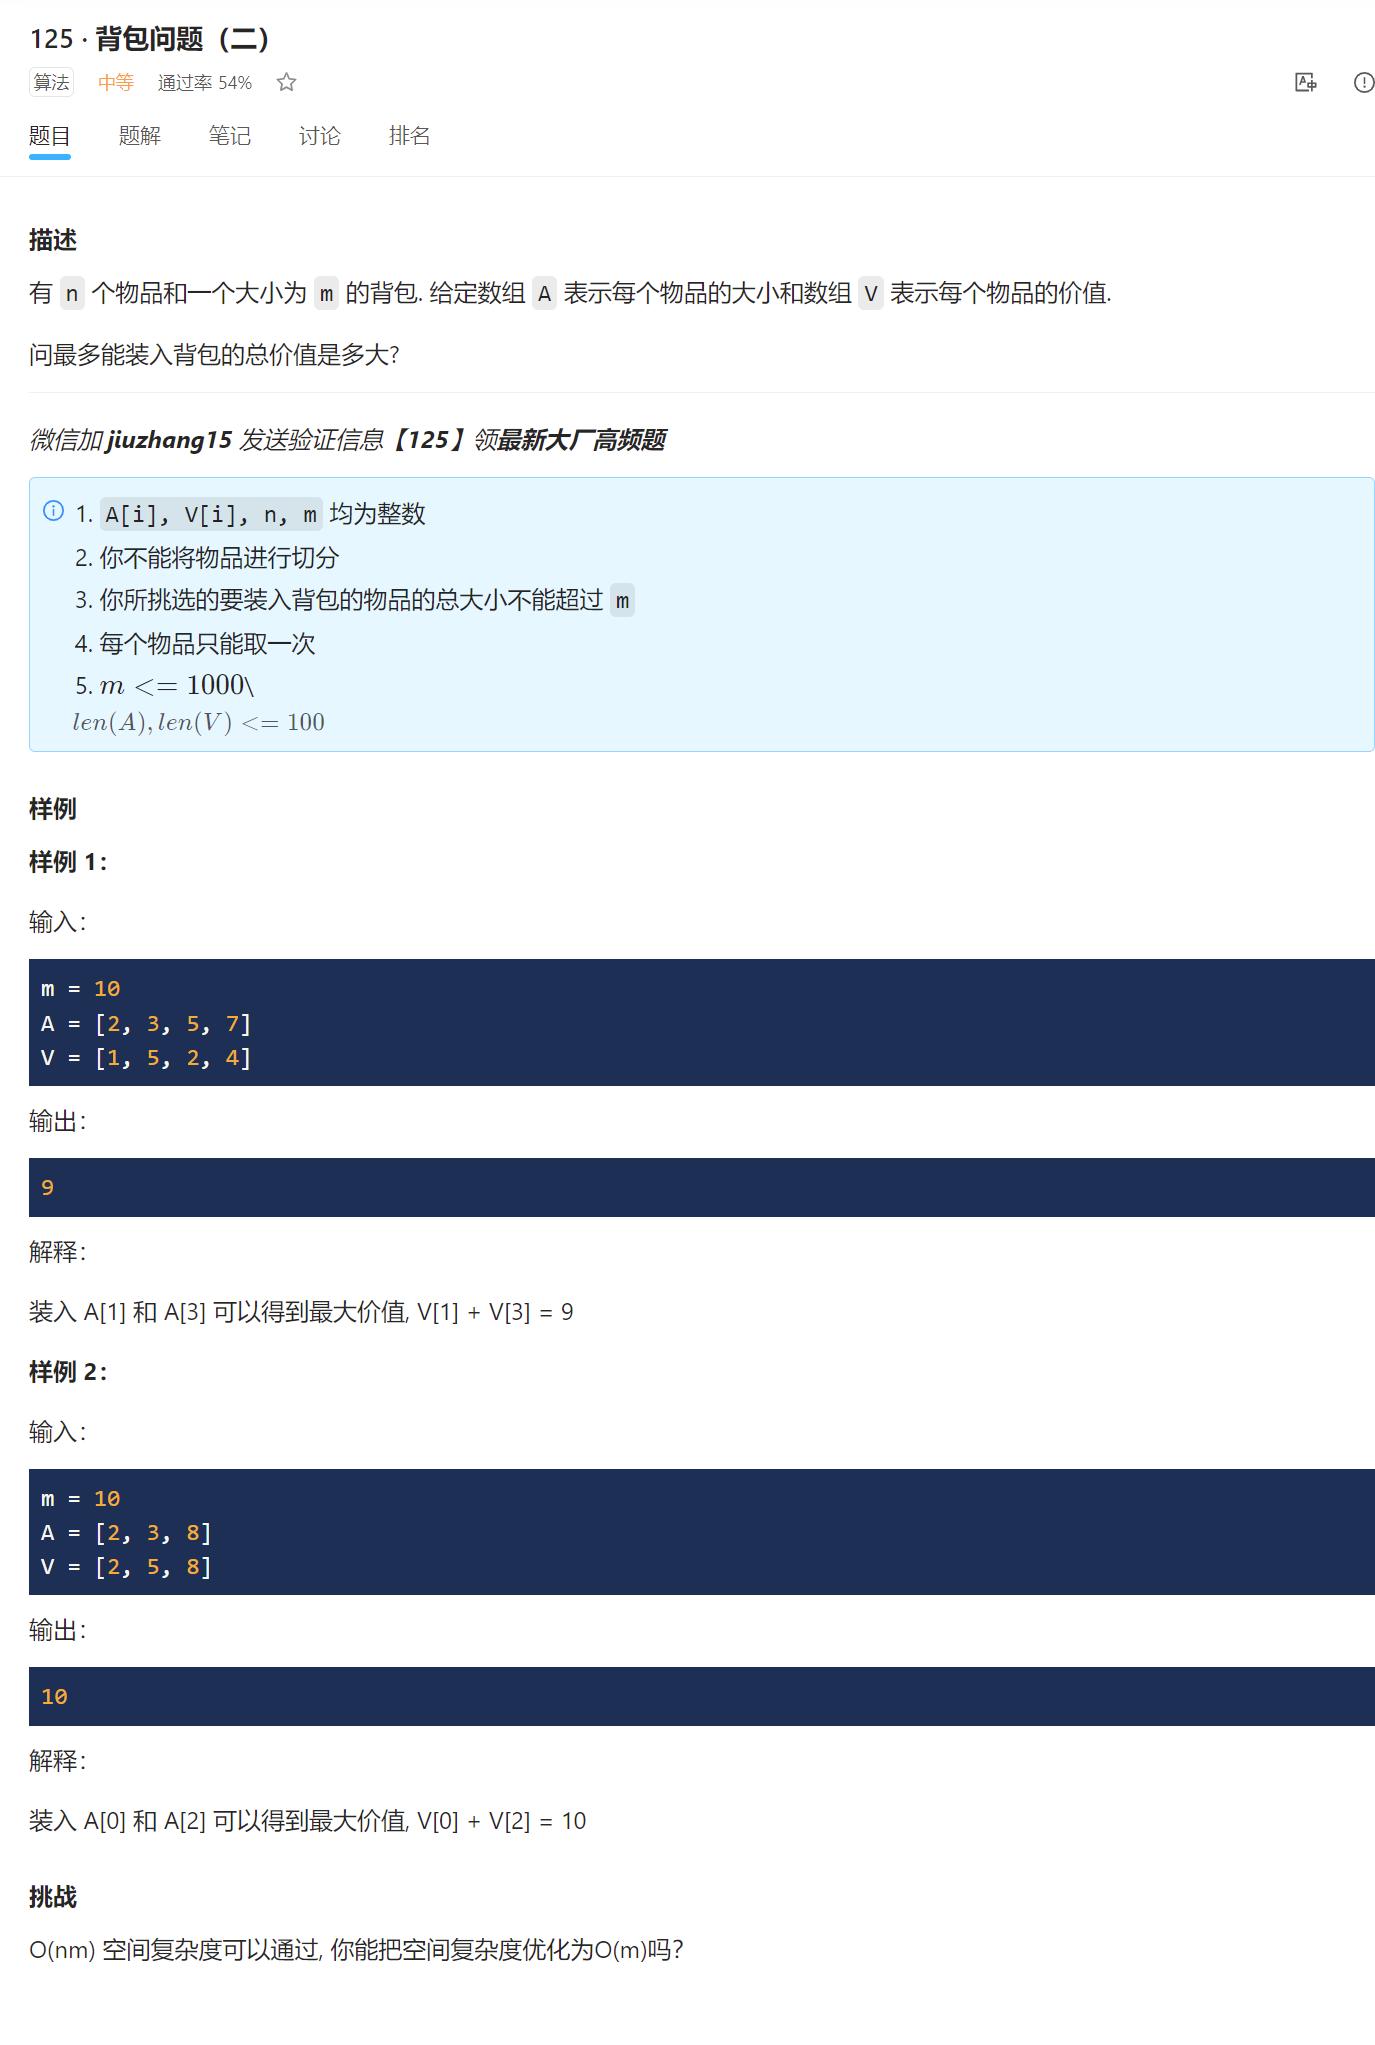 125 · 背包问题（二）
算法 中等 通过率 54%
题目 题解 笔记 讨论 排名
描述
有 n 个物品和一个大小为 m 的背包. 给定数组 A 表示每个物品的大小和数组 V 表示每个物品的价值.
问最多能装入背包的总价值是多大?
微信加 jiuzhang15 发送验证信息【125】领最新大厂高频题
1. A[i], V[i], n, m 均为整数
2. 你不能将物品进行切分
3. 你所挑选的要装入背包的物品的总大小不能超过 m
4. 每个物品只能取一次
5. m <= 1000\
len(A), len(V) <= 100
样例
样例 1：
输入：
m = 10
A = [2, 3, 5, 7]
V = [1, 5, 2, 4]
输出：
9
解释：
装入 A[1] 和 A[3] 可以得到最大价值, V[1] + V[3] = 9
样例 2：
输入：
m = 10
A = [2, 3, 8]
V = [2, 5, 8]
输出：
10
解释：
装入 A[0] 和 A[2] 可以得到最大价值, V[0] + V[2] = 10
挑战
O(nm) 空间复杂度可以通过, 你能把空间复杂度优化为O(m)吗？